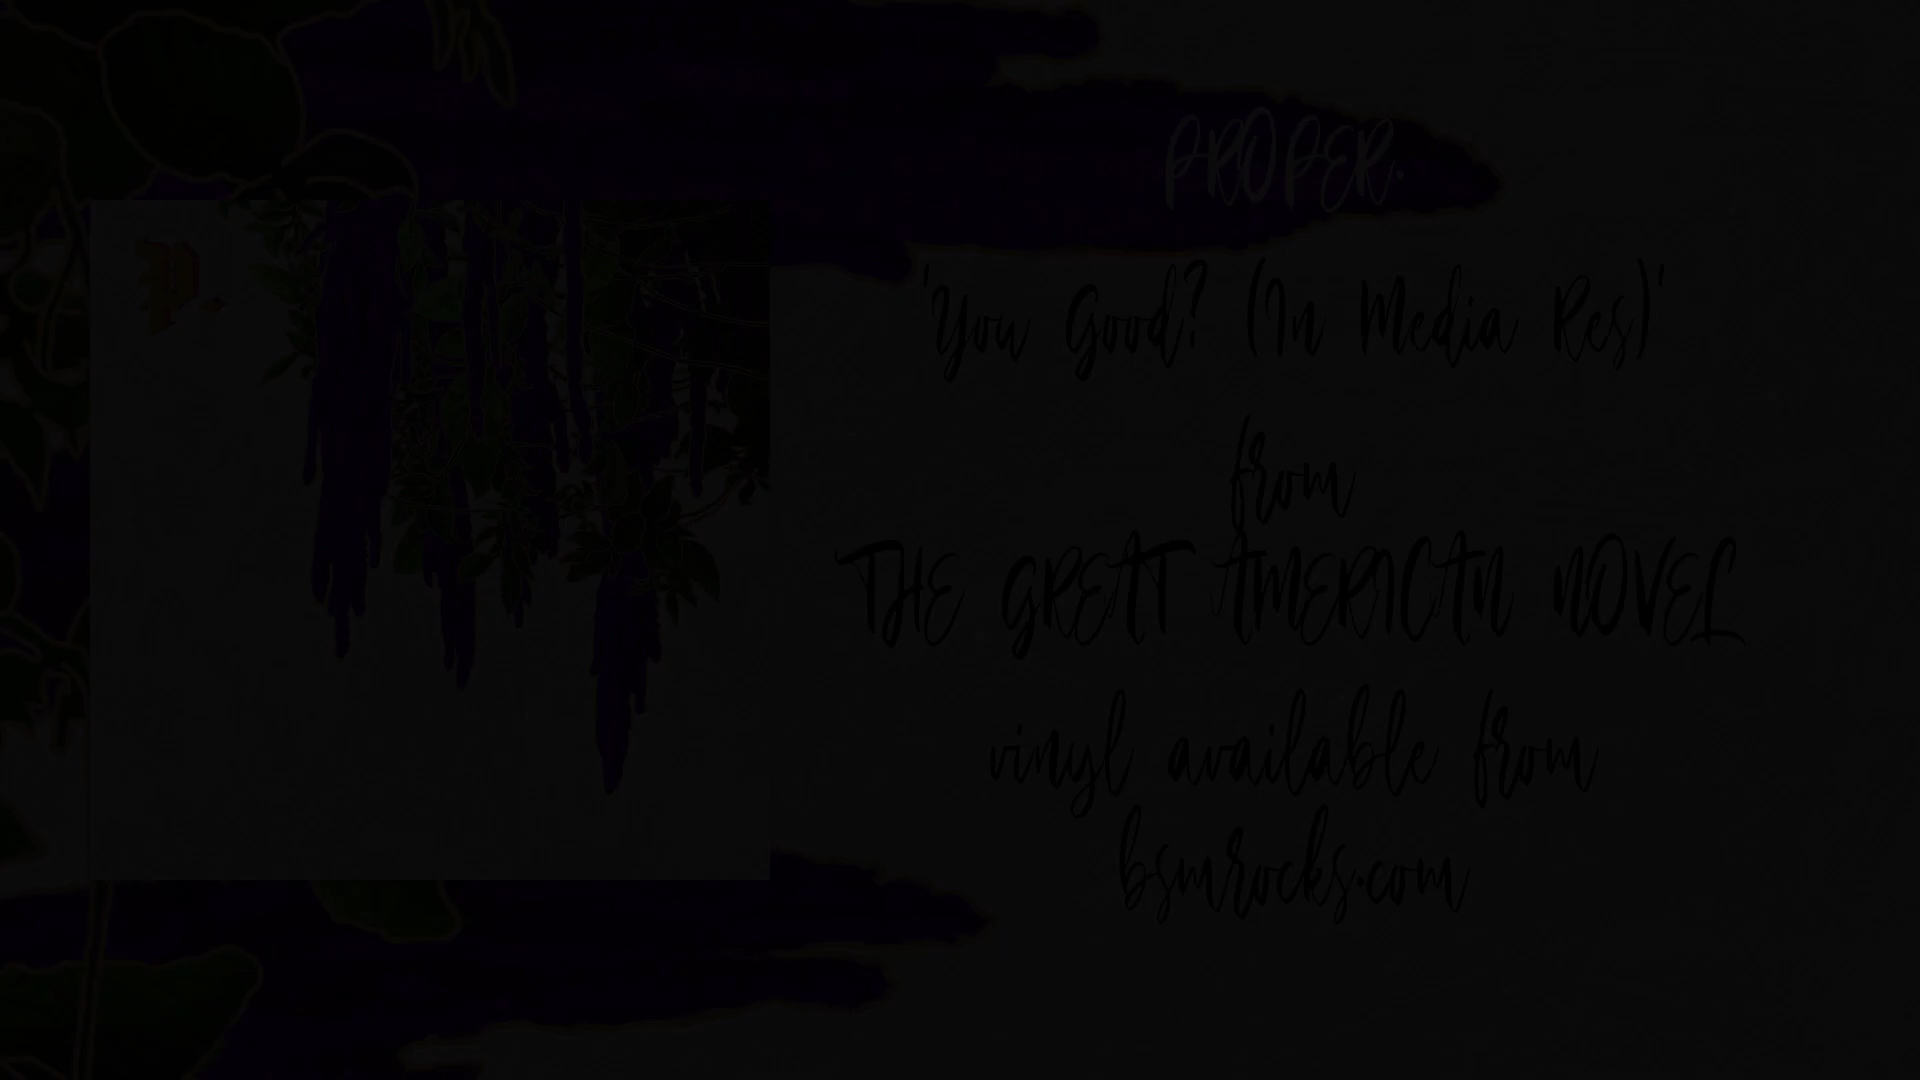 P.
PROPER.
'You Good? (In Media Res)'
from
THE GREAT AMERICAN NOVEL
vinyl available from
bsmrocks.com